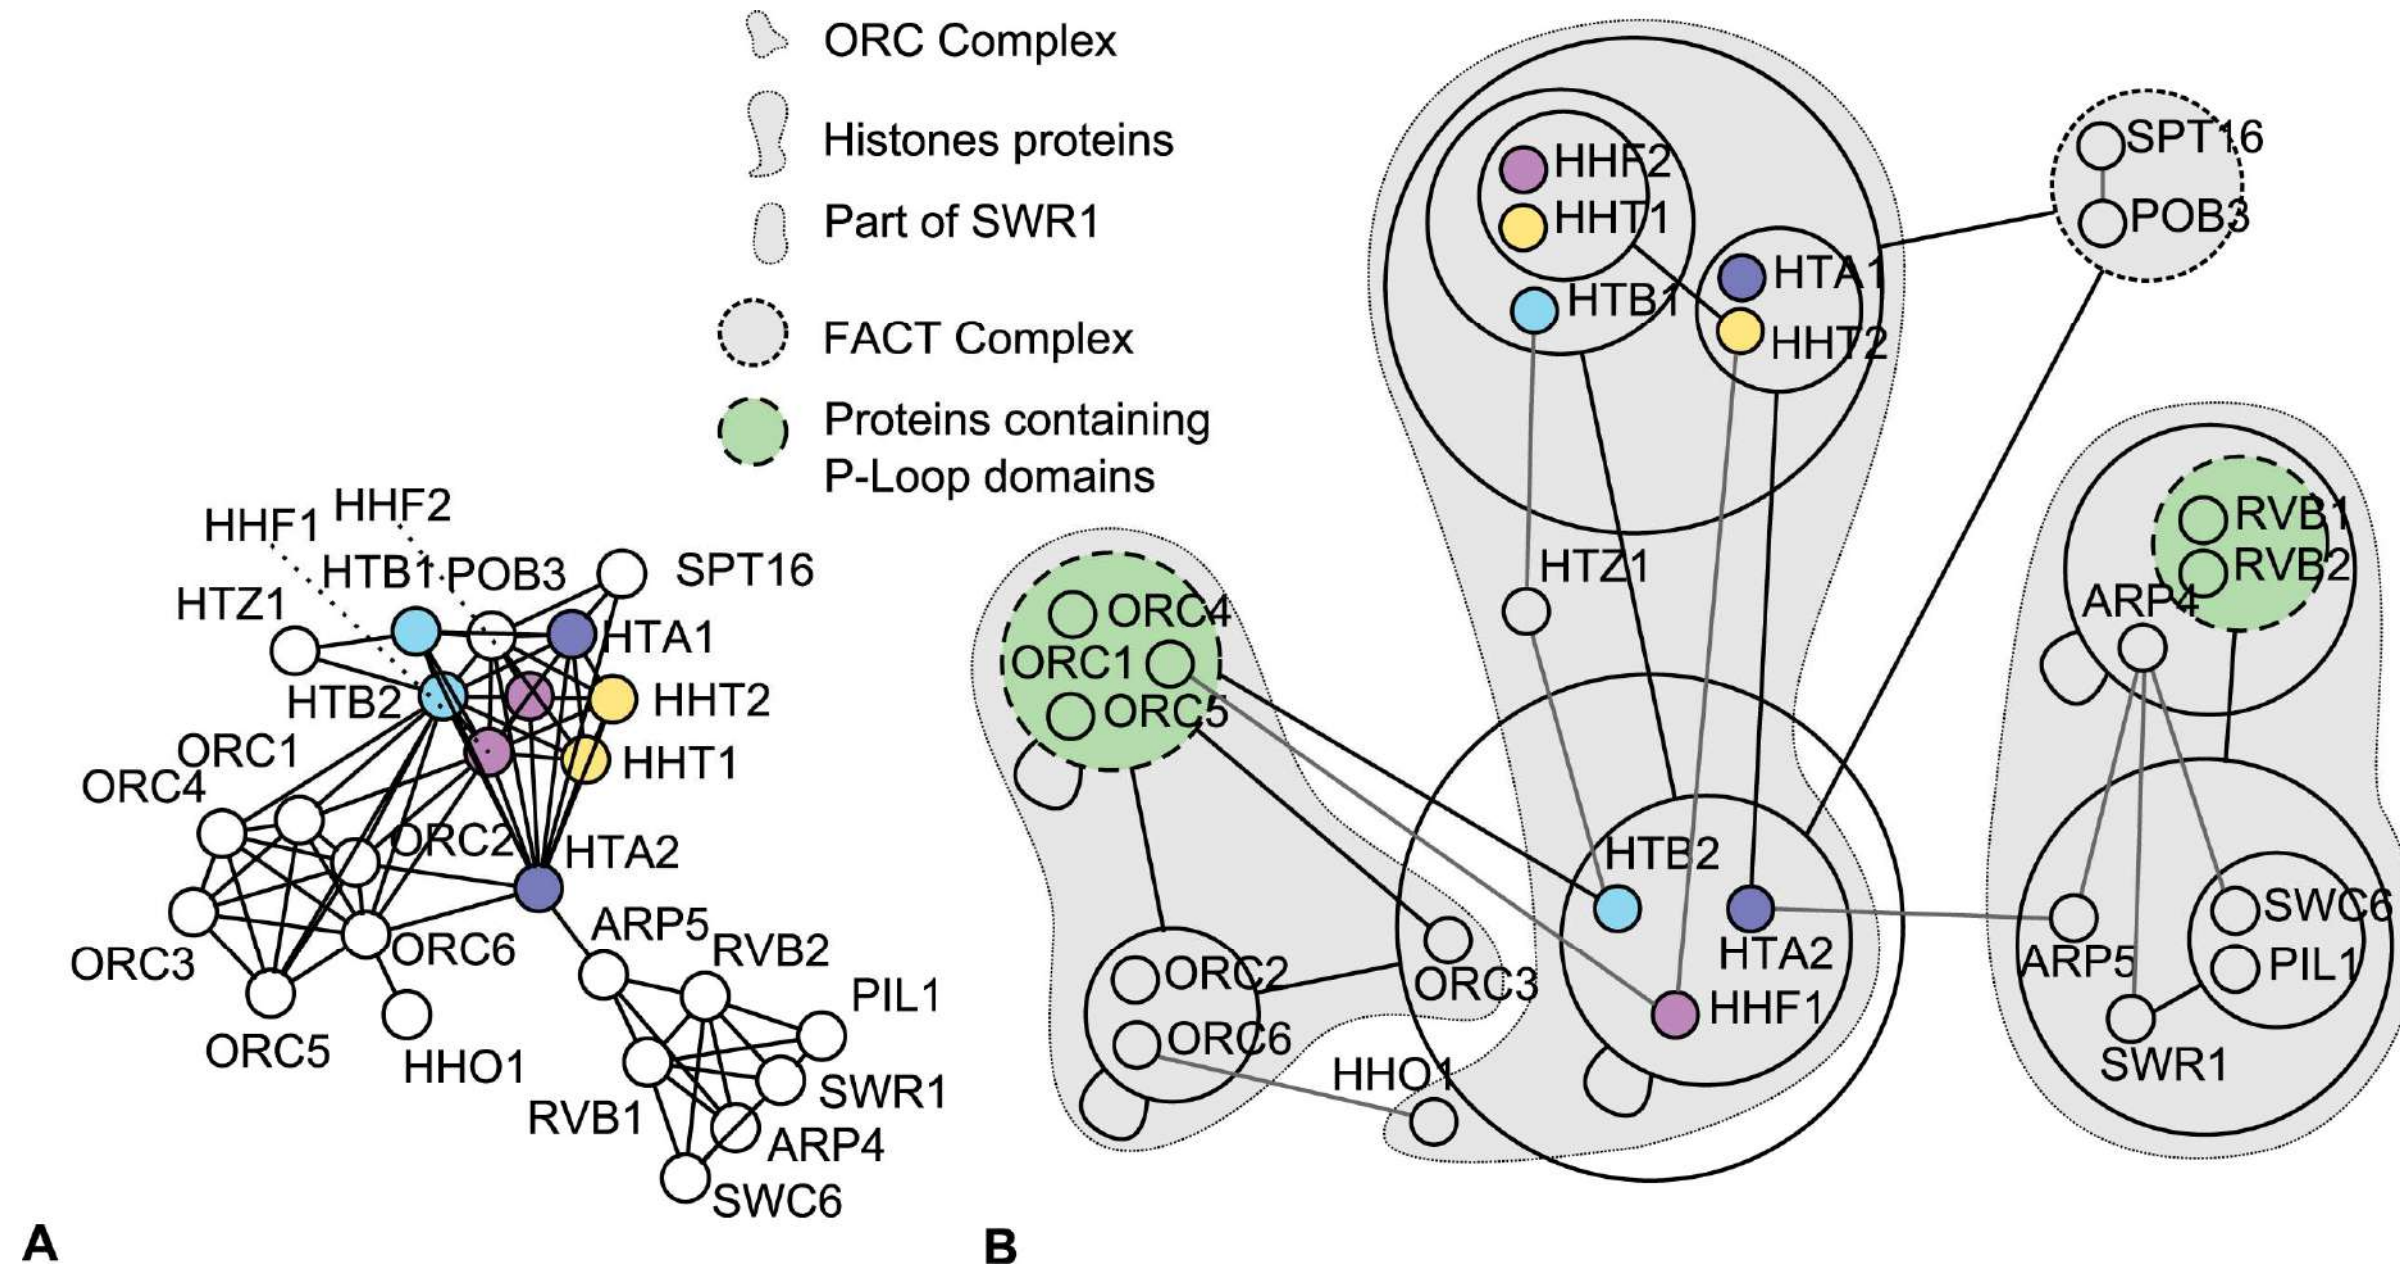 ORC Complex
Histones proteins
Part of SWR1
FACT Complex
Proteins containing
P-Loop domains
HHF1
HHF2
HTB1
POB3
SPT16
HTZ1
HTA1
HTB2
HHT2
ORC1
HHT1
ORC4
ORC2
HTA2
ORC3
ORC6
ARP5
RVB2
PIL1
ORC5
HHO1
SWR1
RVB1
ARP4
SWC6
A
HHF2
HHT1
HTB1
HTA1
HHT2
SPT16
POB3
HTZ1
RVB1
RVB2
ARP4
ORC4
ORC1
ORC5
HTB2
HTA2
HHF1
ORC2
ORC3
ORC6
HHO1
ARP5
SWC6
PIL1
SWR1
B